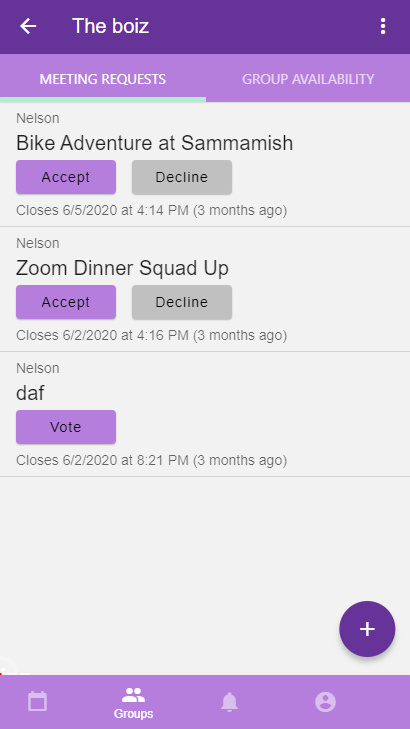 The boiz
MEETING REQUESTS GROUP AVAILABILITY
Nelson
Bike Adventure at Sammamish
Accept Decline
Closes 6/5/2020 at 4:14 PM (3 months ago)
Nelson
Zoom Dinner Squad Up
Accept Decline
Closes 6/2/2020 at 4:16 PM (3 months ago)
Nelson
daf
Vote
Closes 6/2/2020 at 8:21 PM (3 months ago)
+
Groups